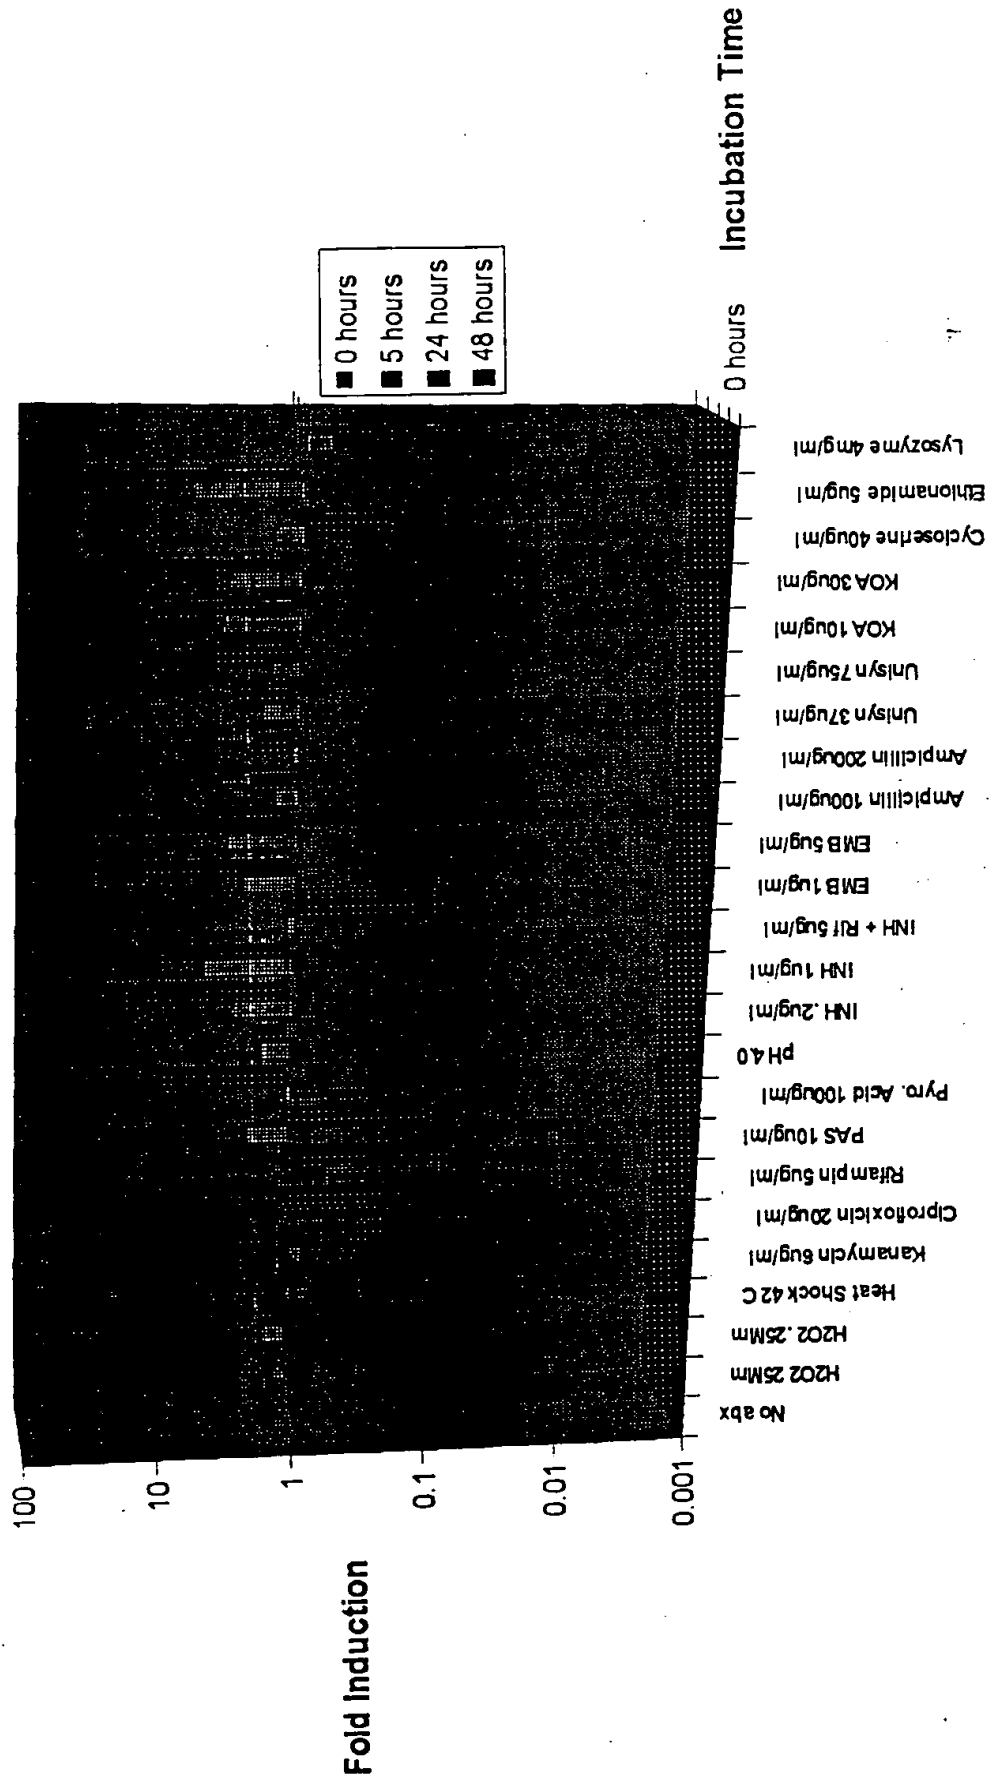 Fold Induction
100
10
1
0.1
0.01
0.001
No abx
H2O2 25Mm
H2O2 .25Mm
Heat Shock 42 C
Kanamycin 6ug/ml
Ciprofloxicin 20ug/ml
Rifampin 5ug/ml
PAS 10ug/ml
Pyro. Acid 100ug/ml
pH 4.0
INH .2ug/ml
INH 1ug/ml
INH + Rif 5ug/ml
EMB 1ug/ml
EMB 5ug/ml
Ampicillin 100ug/ml
Ampicillin 200ug/ml
Unisyn 37ug/ml
Unisyn 75ug/ml
KOA 10ug/ml
KOA 30ug/ml
Cycloserine 40ug/ml
Ethionamide 5ug/ml
Lysozyme 4mg/ml
0 hours
Incubation Time
0 hours
5 hours
24 hours
48 hours